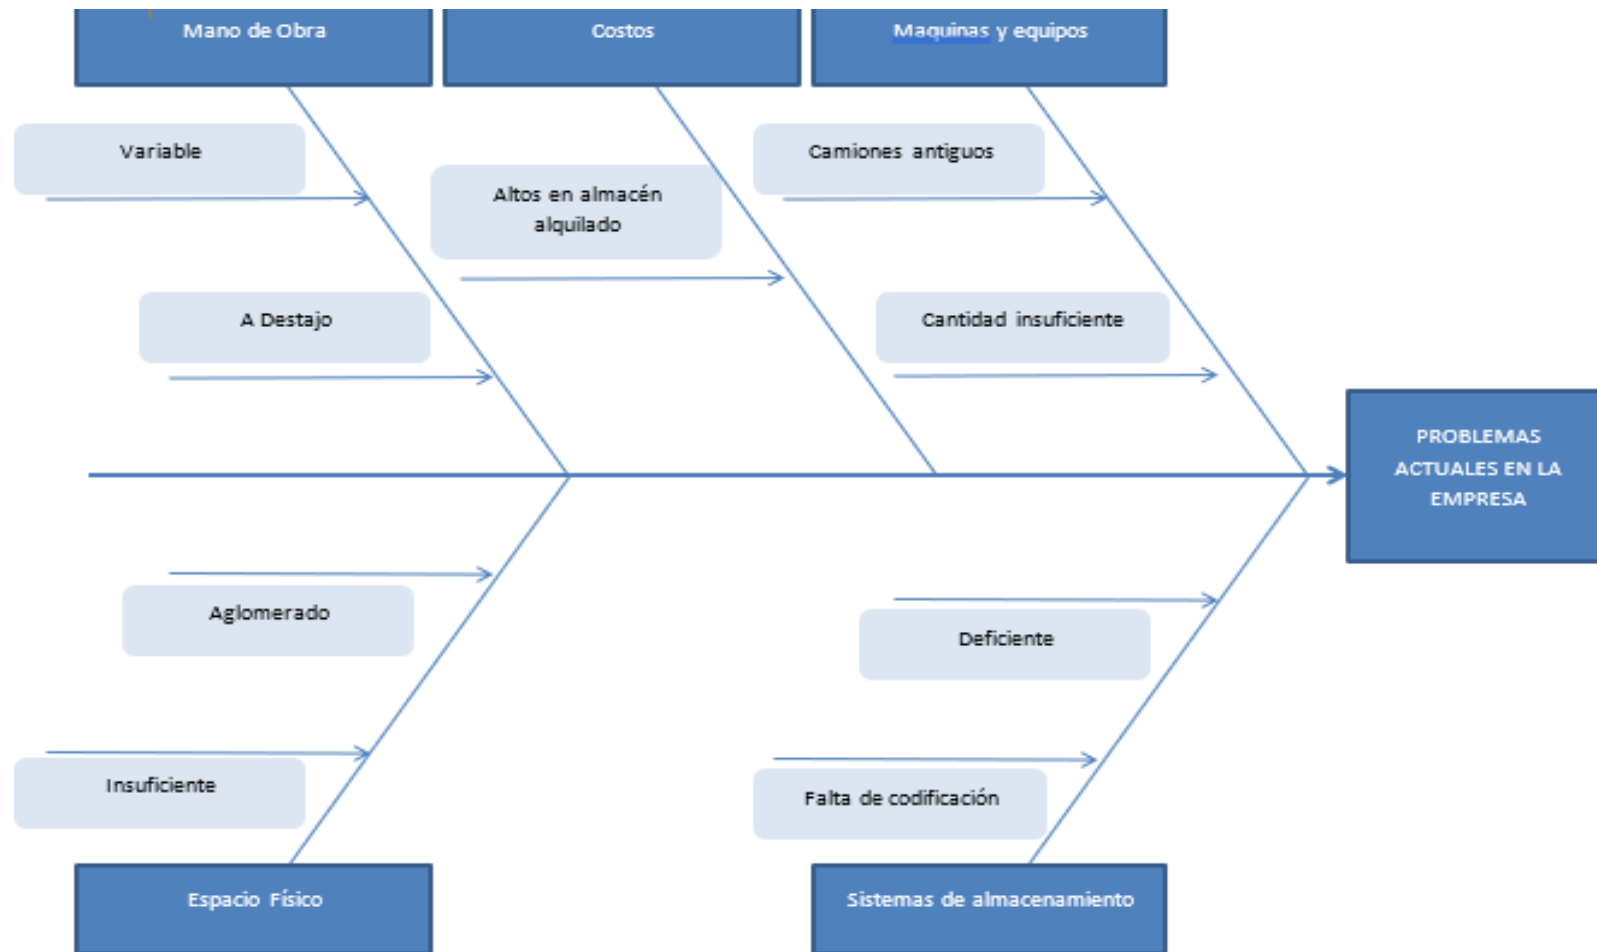 Mano de Obra
Costos
Maquinas y equipos
Variable
Camiones antiguos
Altos en almacén
alquilado
A Destajo
Cantidad insuficiente
PROBLEMAS
ACTUALES EN LA
EMPRESA
Aglomerado
Deficiente
Insuficiente
Falta de codificación
Espacio Físico
Sistemas de almacenamiento